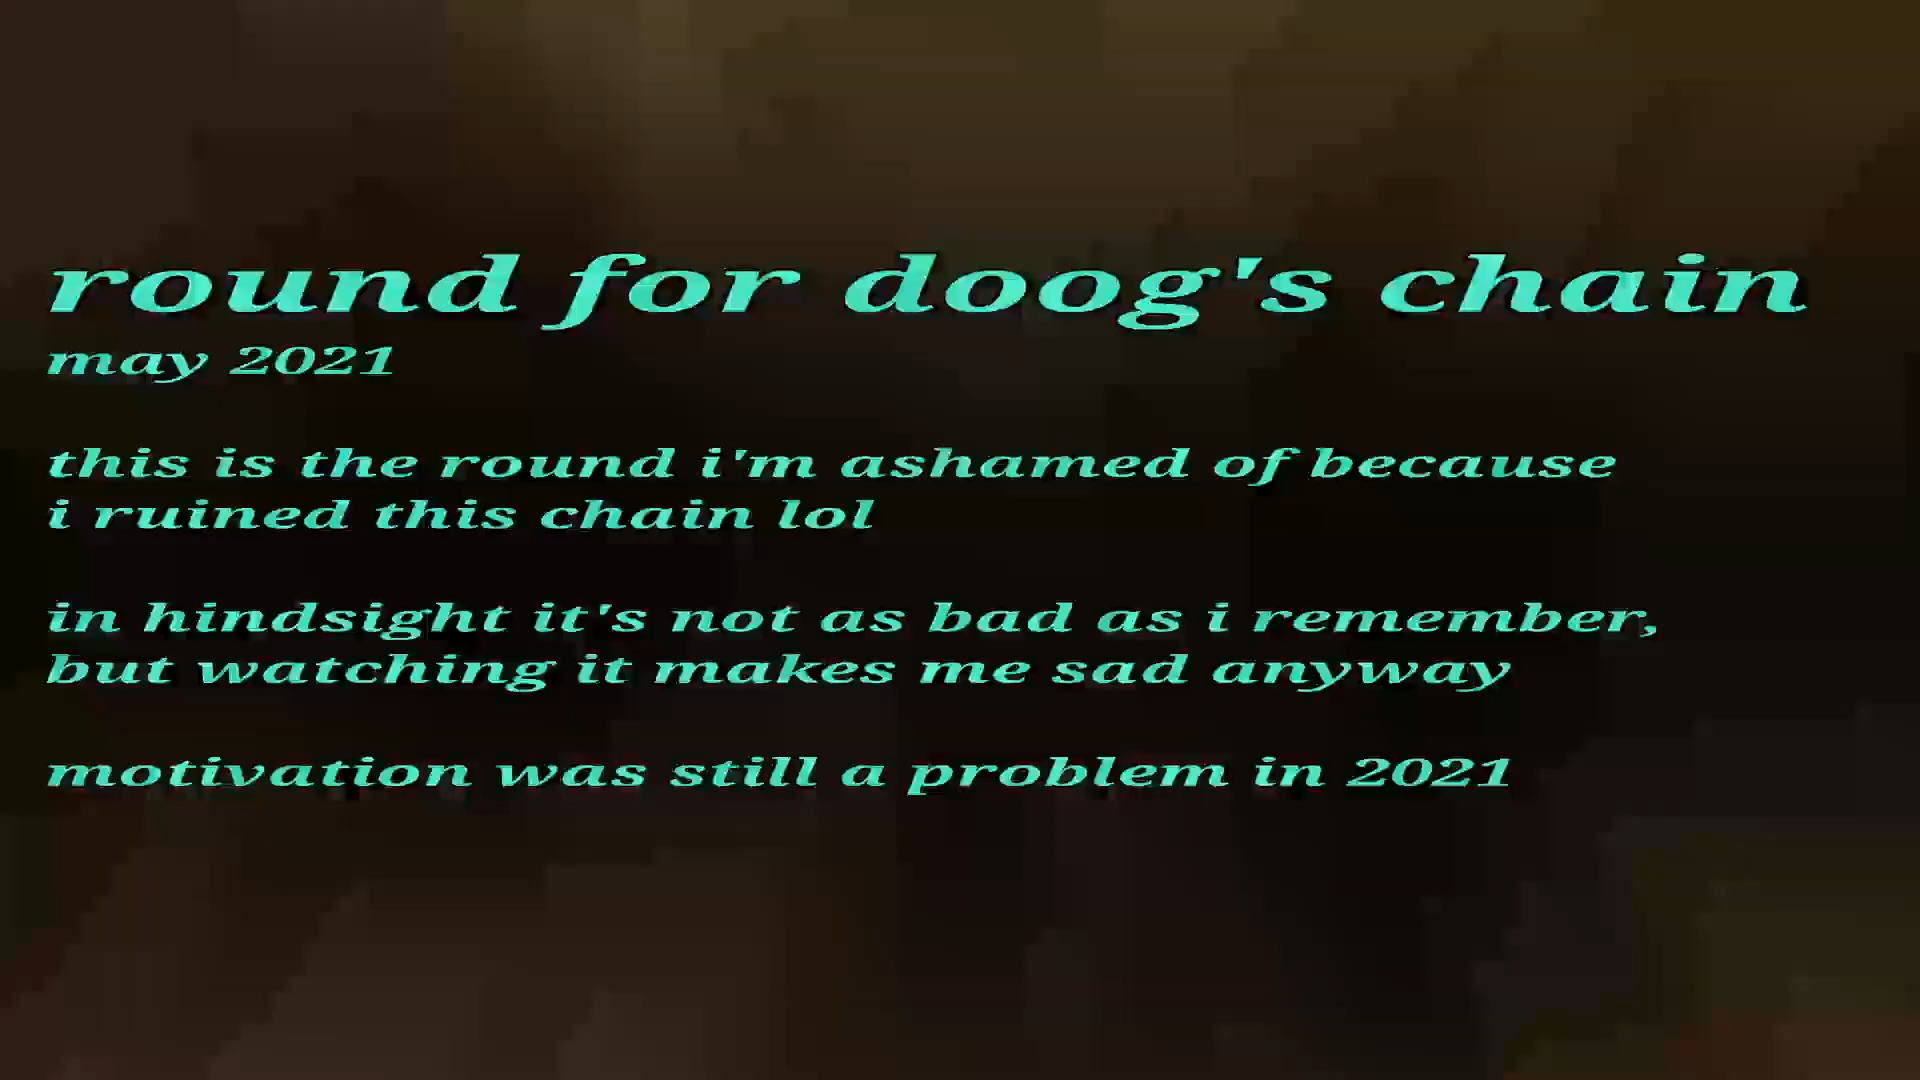 round for doog's chain
may 2021
this is the round i'm ashamed of because
i ruined this chain lol
in hindsight it's not as bad as i remember,
but watching it makes me sad anyway
motivation was still a problem in 2021